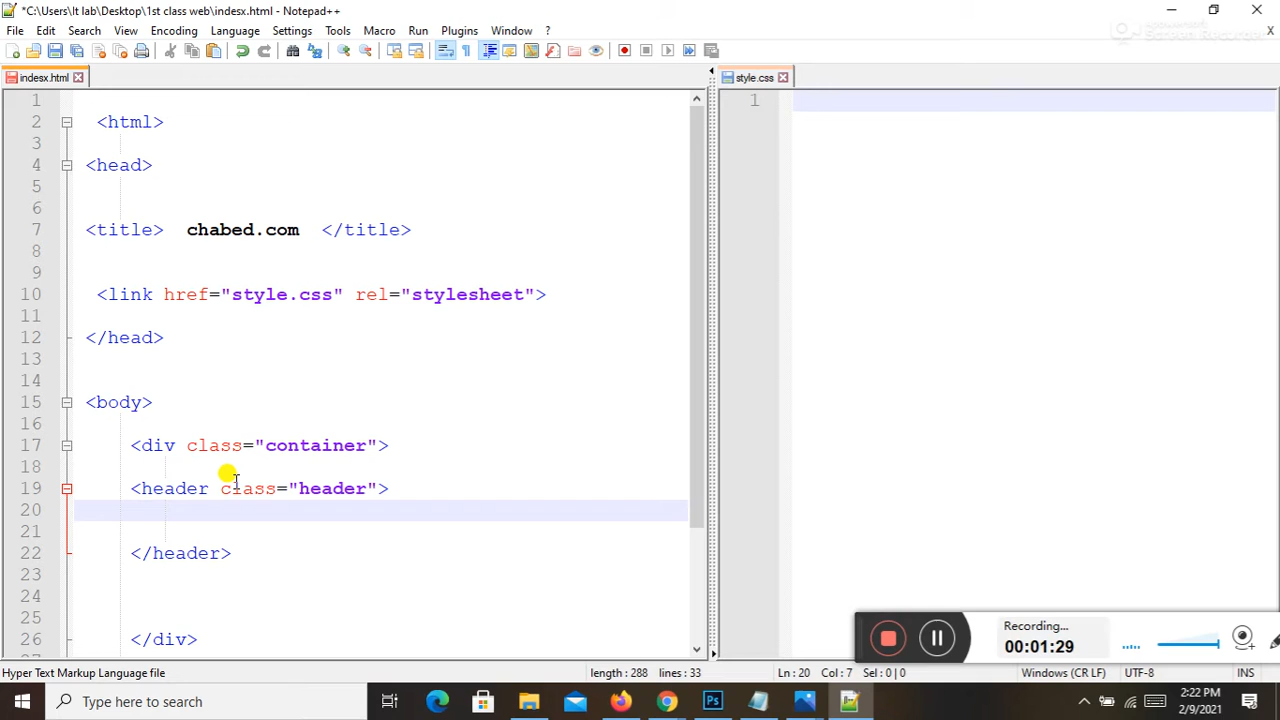 *C:\Users\It lab\Desktop\1st class web\indesx.html - Notepad++
File Edit Search View Encoding Language Settings Tools Macro Run Plugins Window ?
X
indesx.html
style.css
1
2 <html>
3
4 <head>
5
6
7 <title> chabed.com </title>
8
9
10 <link href="style.css" rel="stylesheet">
11
12 </head>
13
14
15 <body>
16
17 <div class="container">
18
19 <header class="header">
20
21
22 </header>
23
24
25
26 </div>
1
Recording...
00:01:29
Hyper Text Markup Language file
length : 288 lines : 33
Ln : 20 Col : 7 Sel : 0 | 0
Windows (CR LF)
UTF-8
INS
Type here to search
Ps
2:22 PM
2/9/2021